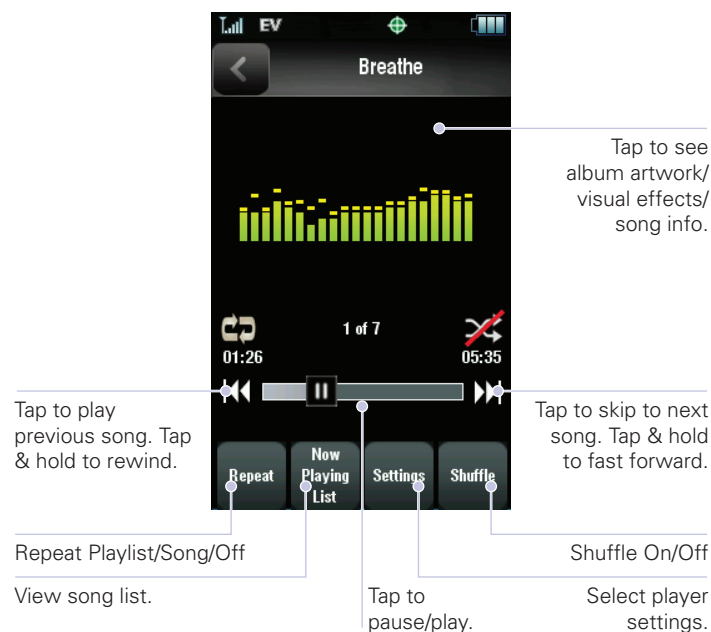 EV
Breathe
Tap to see
album artwork/
visual effects/
song info.
1 of 7
01:26
05:35
Tap to play
previous song. Tap
& hold to rewind.
Tap to skip to next
song. Tap & hold
to fast forward.
Repeat
Now
Playing
List
Settings
Shuffle
Repeat Playlist/Song/Off
Shuffle On/Off
View song list.
Tap to
pause/play.
Select player
settings.